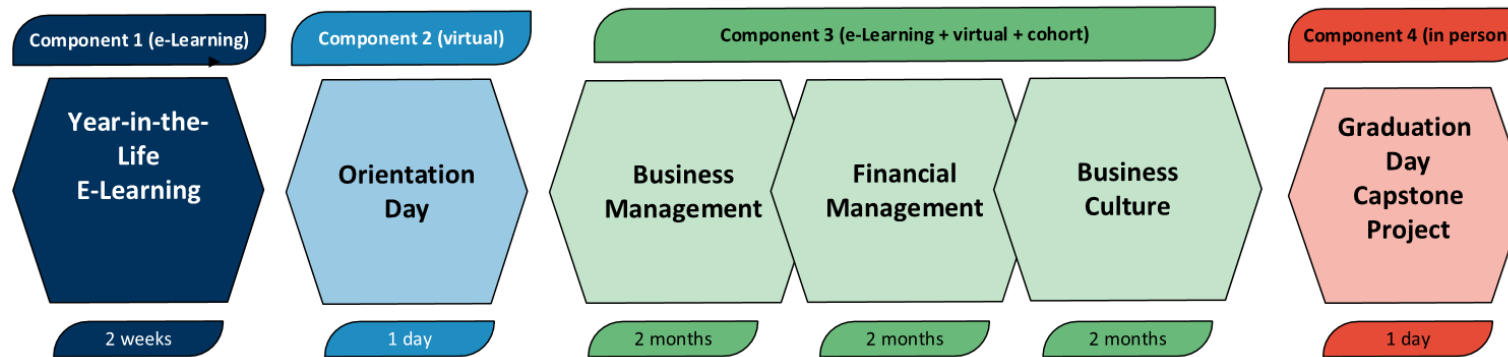 Component 1 (e-Learning)
Component 2 (virtual)
Component 3 (e-Learning + virtual + cohort)
Component 4 (in person
Year-in-the-
Life
E-Learning
Orientation
Day
Business
Management
Financial
Management
Business
Culture
Graduation
Day
Capstone
Project
2 weeks
1 day
2 months
2 months
2 months
1 day